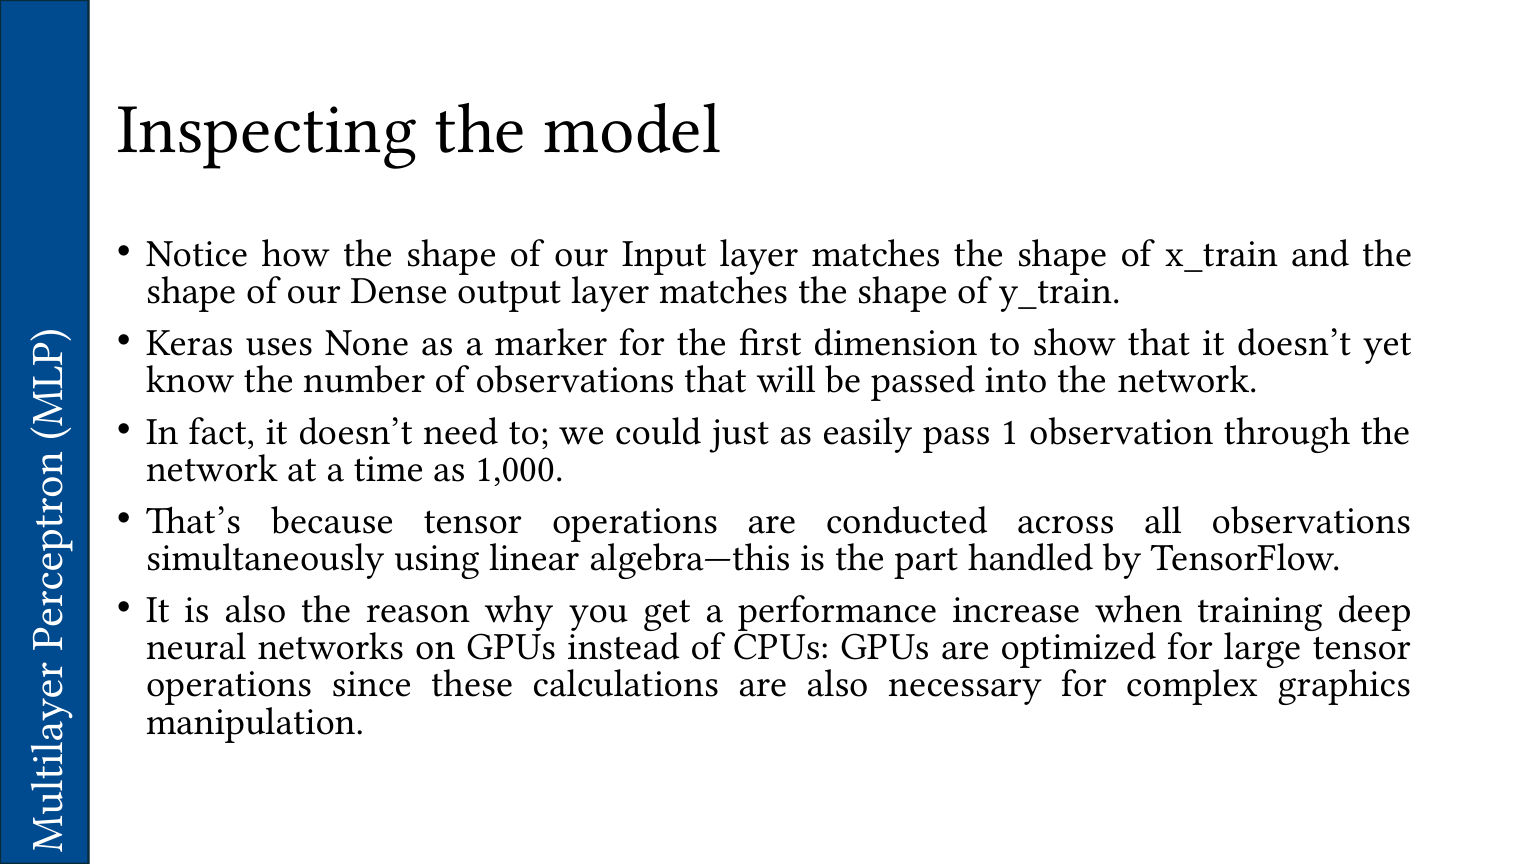 Multilayer Perceptron (MLP)
Inspecting the model
• Notice how the shape of our Input layer matches the shape of x_train and the
shape of our Dense output layer matches the shape of y_train.
• Keras uses None as a marker for the first dimension to show that it doesn’t yet
know the number of observations that will be passed into the network.
• In fact, it doesn’t need to; we could just as easily pass 1 observation through the
network at a time as 1,000.
• That’s because tensor operations are conducted across all observations
simultaneously using linear algebra—this is the part handled by TensorFlow.
• It is also the reason why you get a performance increase when training deep
neural networks on GPUs instead of CPUs: GPUs are optimized for large tensor
operations since these calculations are also necessary for complex graphics
manipulation.